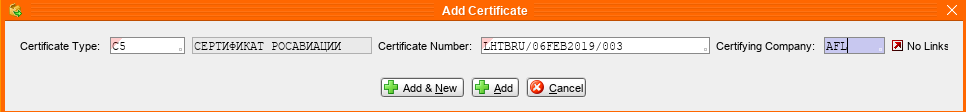 Add Certificate
Certificate Type: C5 СЕРТИФИКАТ РОСАВИАЦИИ Certificate Number: LHTBRU/06FEB2019/003 Certifying Company: AFL No Links
Add & New Add Cancel